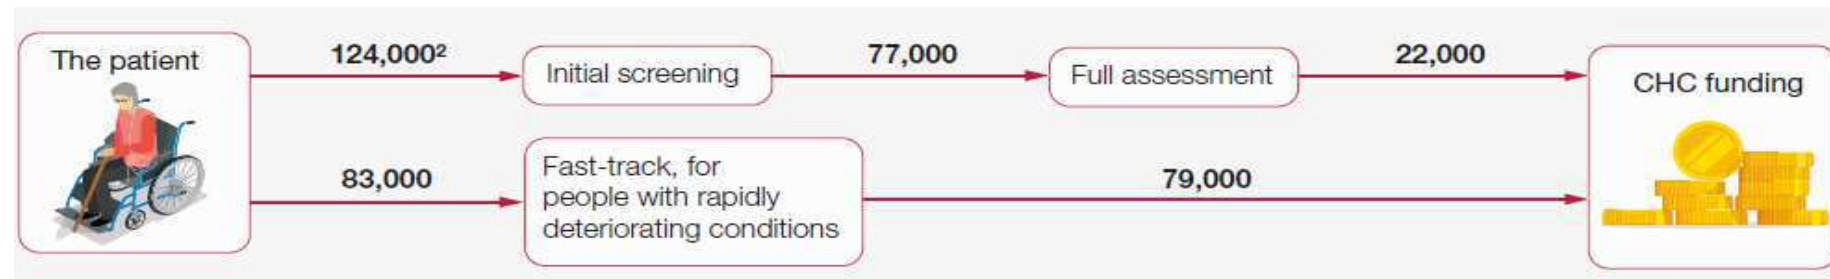 The patient
124,000²
Initial screening
77,000
Full assessment
22,000
CHC funding
83,000
Fast-track, for
people with rapidly
deteriorating conditions
79,000